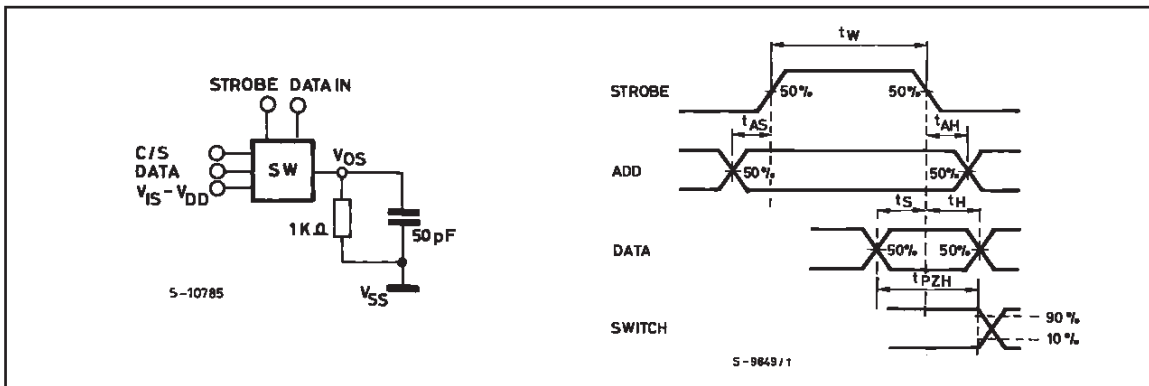 STROBE DATA IN
C/S
DATA
V_IS - V_DD
SW
V_OS
1KΩ
50pF
V_SS
S-10785
t_W
STROBE
50%
50%
t_AS
t_AH
ADD
50%
50%
t_S
t_H
DATA
50%
50%
t_PZH
SWITCH
90%
10%
S-9649/1